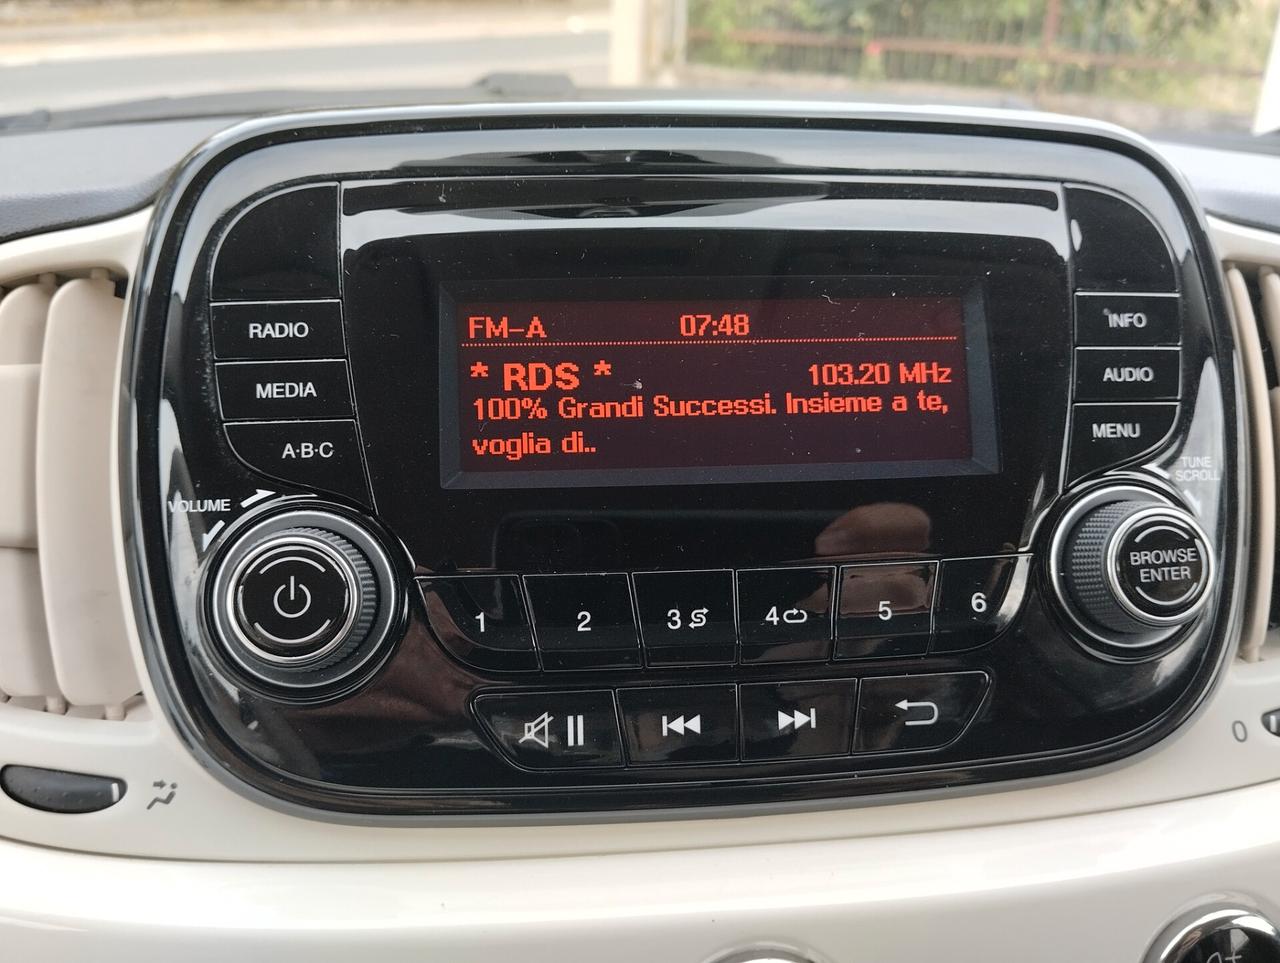 FM-A 07:48
* RDS * 103.20 MHz
100% Grandi Successi. Insieme a te,
voglia di..
RADIO
MEDIA
A·B·C
INFO
AUDIO
MENU
VOLUME
TUNE
SCROLL
BROWSE
ENTER
1 2 3 4 5 6
0